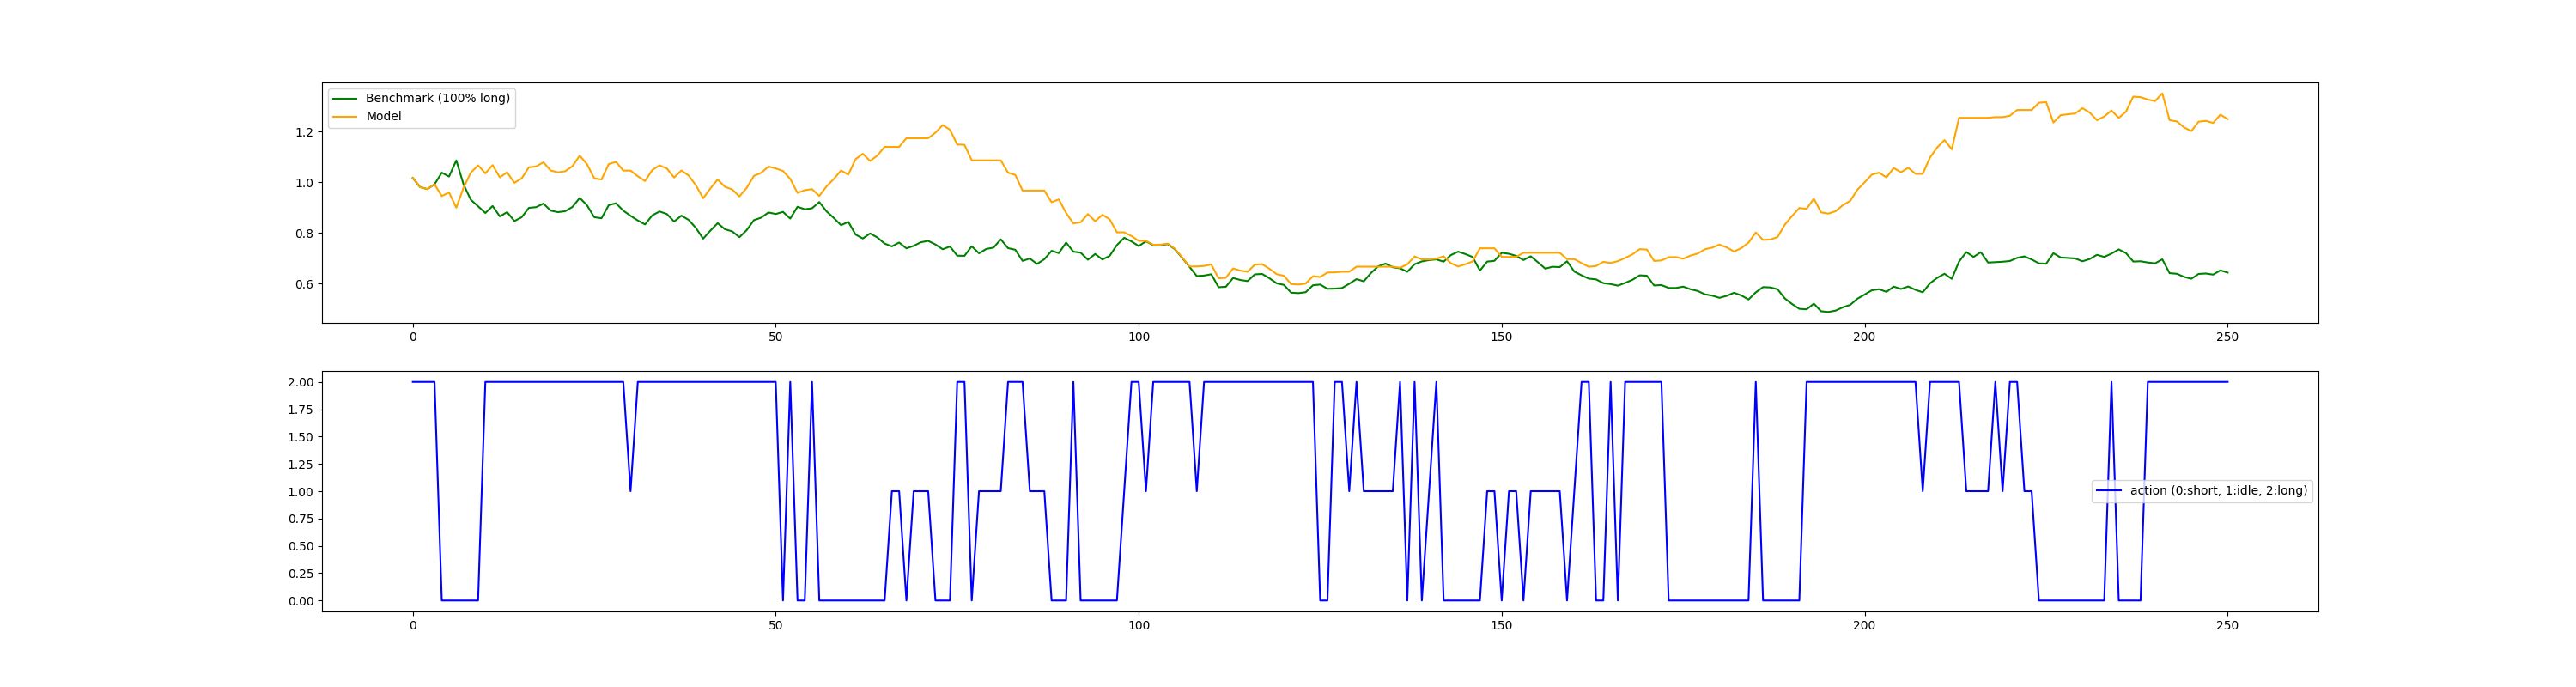 Benchmark (100% long)
Model
1.2
1.0
0.8
0.6
0 50 100 150 200 250
2.00
1.75
1.50
1.25
1.00
0.75
0.50
0.25
0.00
action (0:short, 1:idle, 2:long)
0 50 100 150 200 250